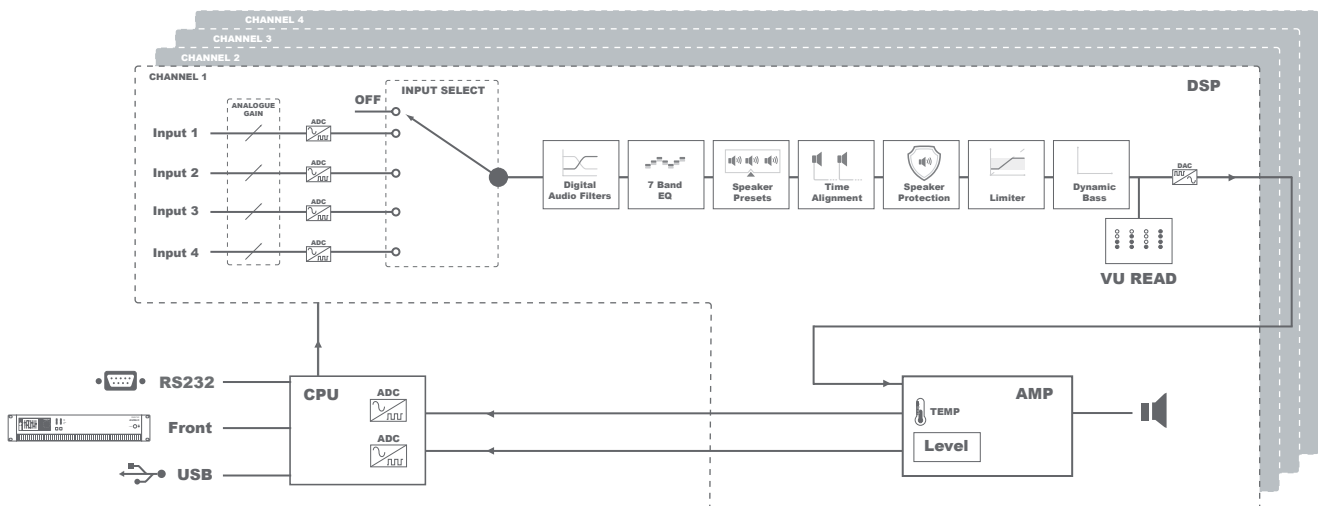 CHANNEL 4
CHANNEL 3
CHANNEL 2
CHANNEL 1
DSP
ANALOGUE
GAIN
INPUT SELECT
OFF
Input 1
ADC
Input 2
ADC
Input 3
ADC
Input 4
ADC
Digital
Audio Filters
7 Band
EQ
Speaker
Presets
Time
Alignment
Speaker
Protection
Limiter
Dynamic
Bass
DAC
VU READ
RS232
Front
USB
CPU
ADC
ADC
AMP
TEMP
Level